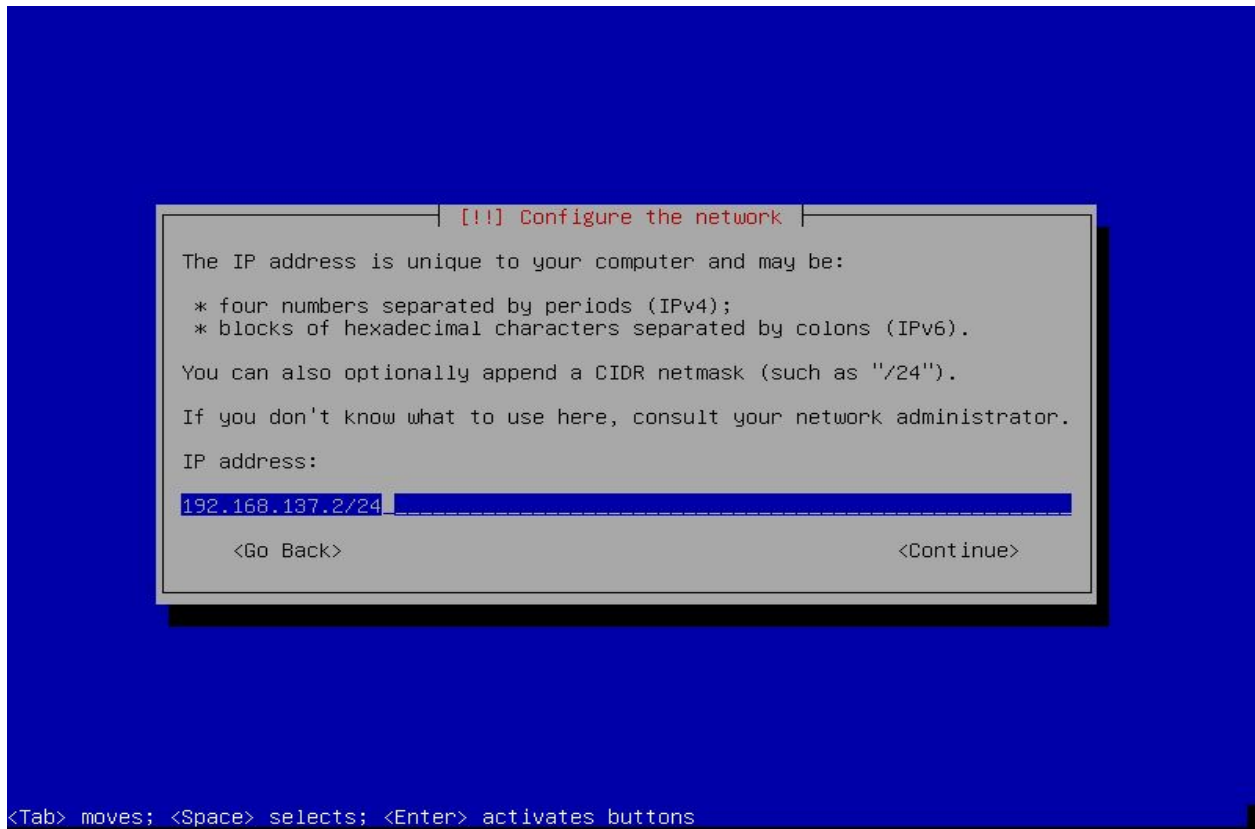 [!!] Configure the network
The IP address is unique to your computer and may be:
* four numbers separated by periods (IPv4);
* blocks of hexadecimal characters separated by colons (IPv6).
You can also optionally append a CIDR netmask (such as "/24").
If you don't know what to use here, consult your network administrator.
IP address:
192.168.137.2/24
<Go Back> <Continue>
<Tab> moves; <Space> selects; <Enter> activates buttons